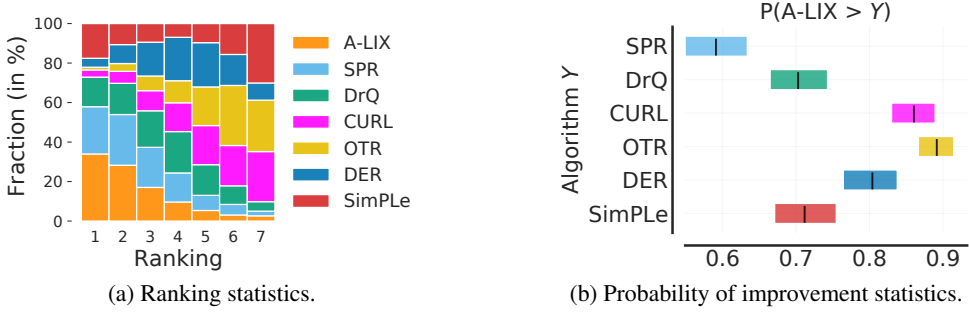 Fraction (in %)
100
80
60
40
20
0
1 2 3 4 5 6 7
Ranking
A-LIX
SPR
DrQ
CURL
OTR
DER
SimPLe
(a) Ranking statistics.
P(A-LIX > Y)
Algorithm Y
SPR
DrQ
CURL
OTR
DER
SimPLe
0.6 0.7 0.8 0.9
(b) Probability of improvement statistics.